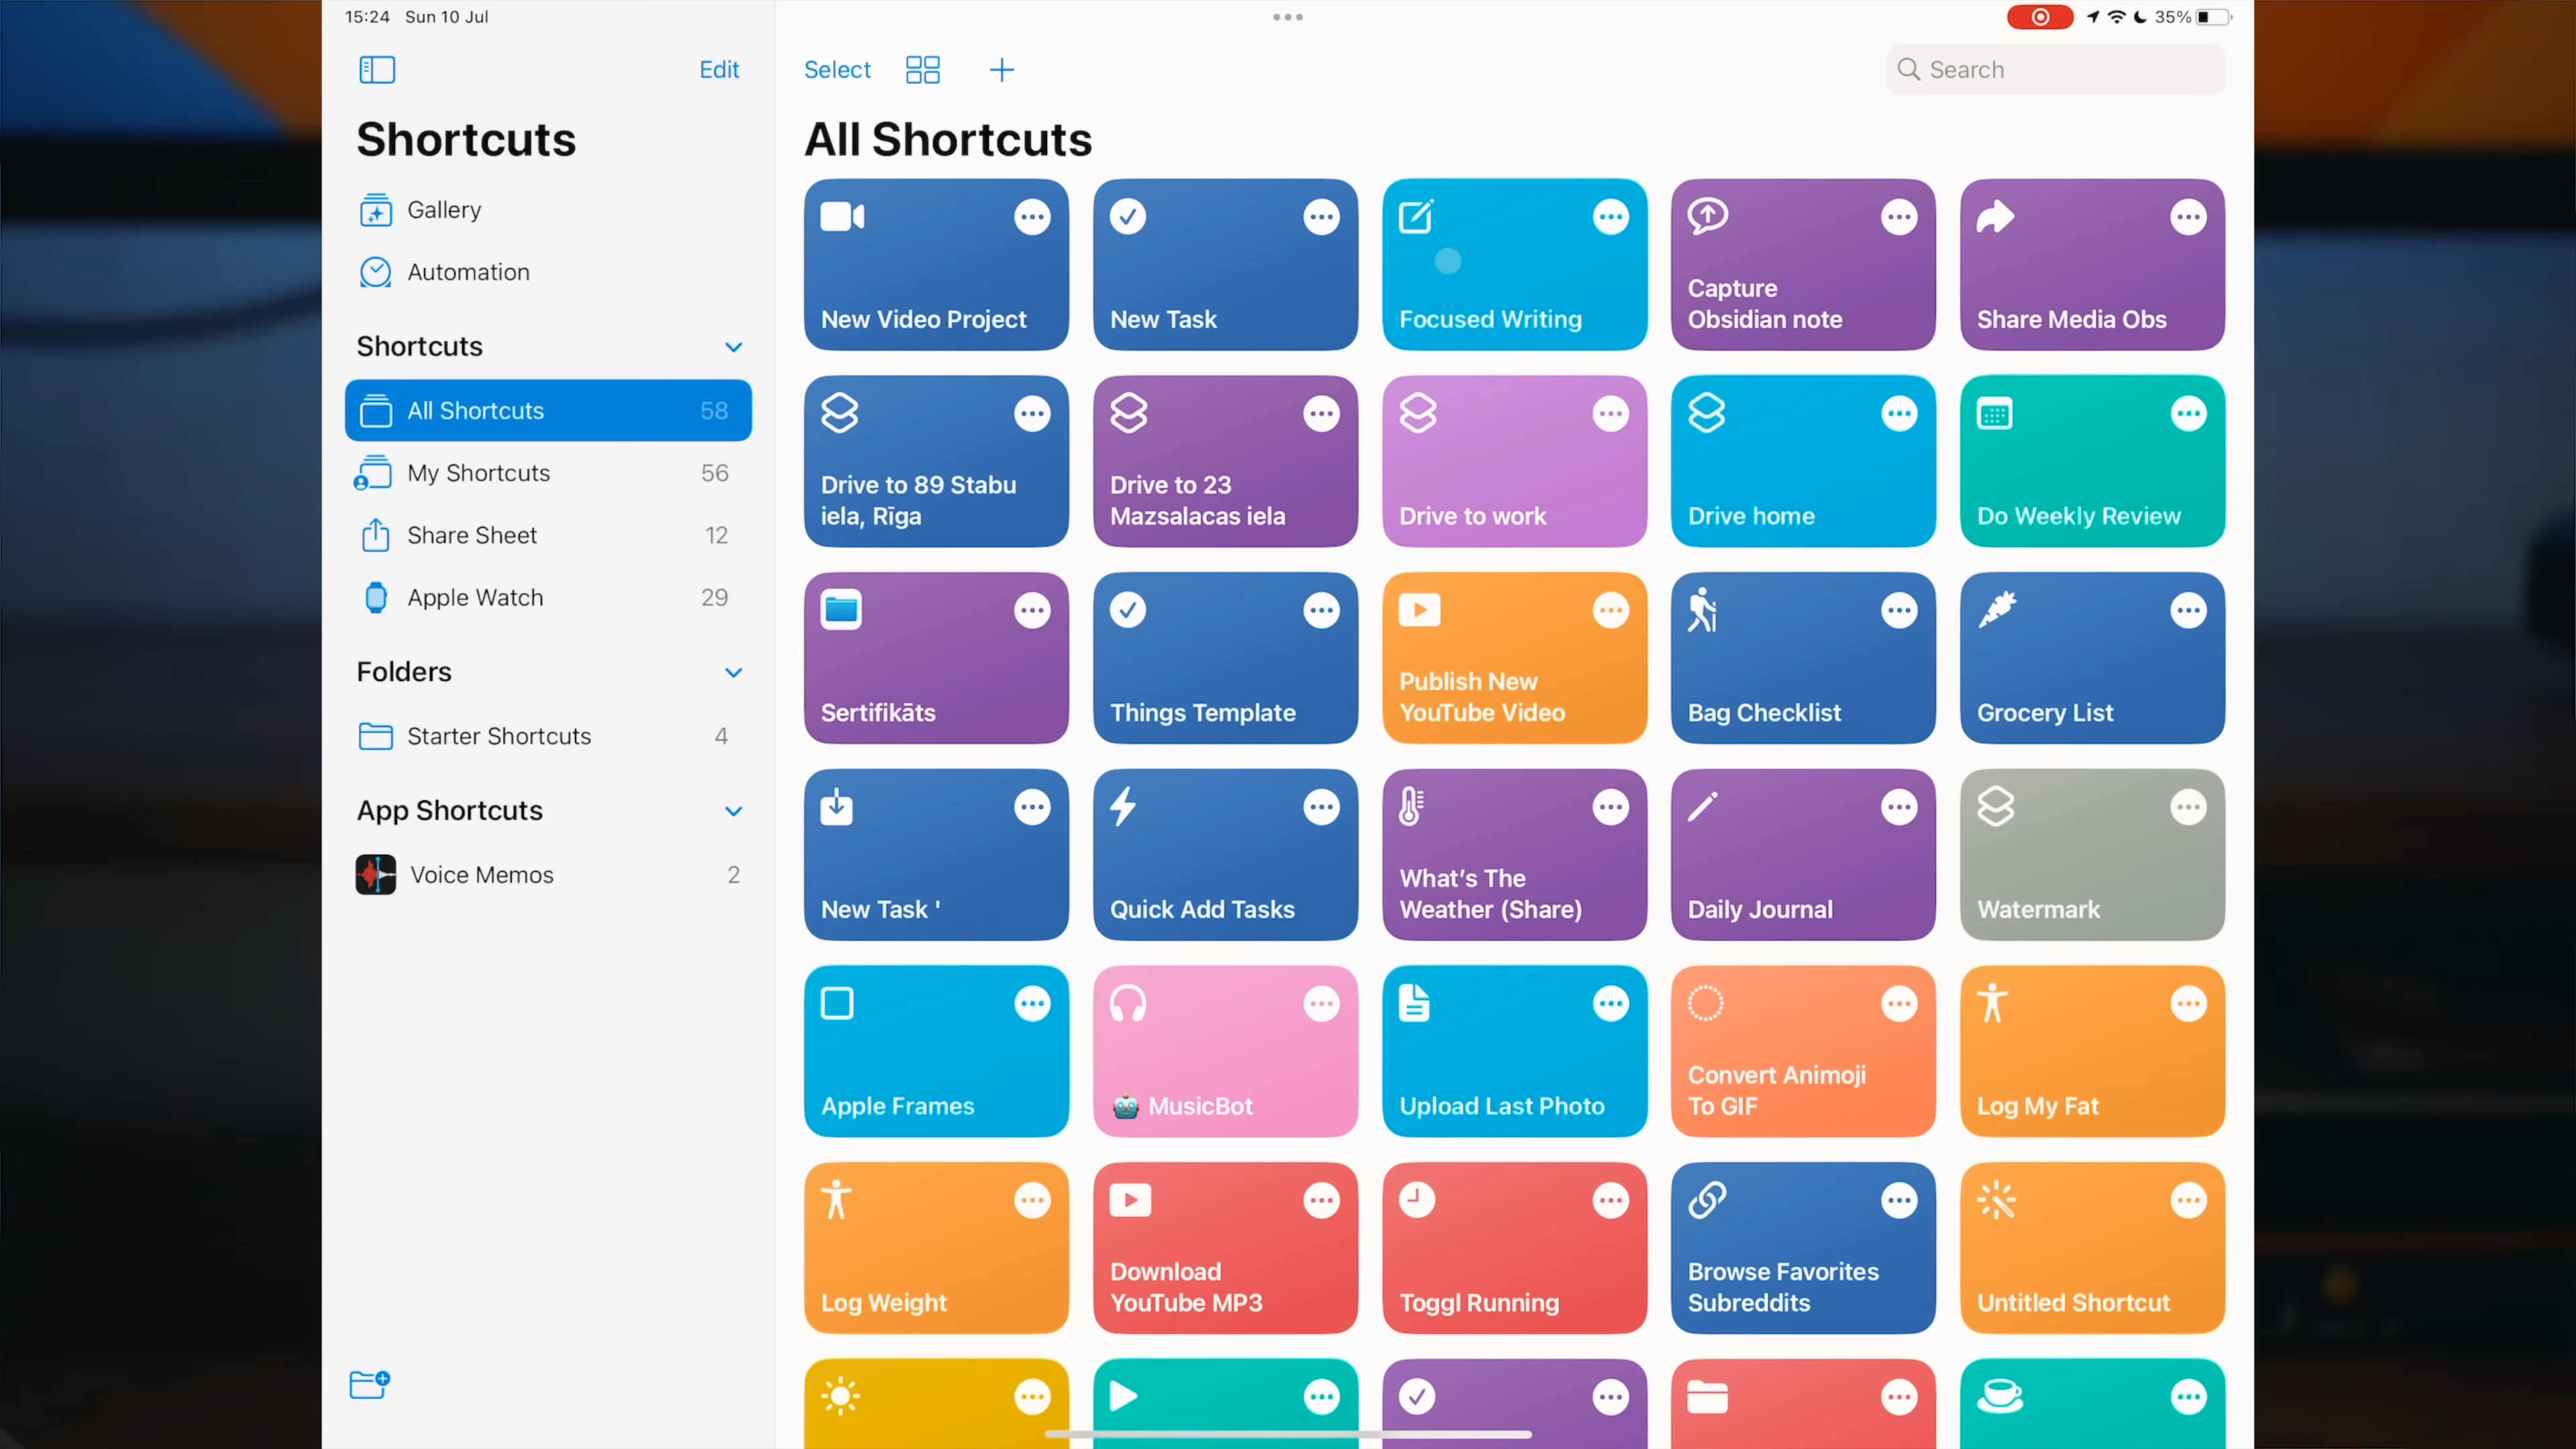 15:24 Sun 10 Jul
35%
Edit
Shortcuts
Gallery
Automation
Shortcuts
All Shortcuts 58
My Shortcuts 56
Share Sheet 12
Apple Watch 29
Folders
Starter Shortcuts 4
App Shortcuts
Voice Memos 2
Select
Search
All Shortcuts
New Video Project
New Task
Focused Writing
Capture
Obsidian note
Share Media Obs
Drive to 89 Stabu
iela, Rīga
Drive to 23
Mazsalacas iela
Drive to work
Drive home
Do Weekly Review
Sertifikāts
Things Template
Publish New
YouTube Video
Bag Checklist
Grocery List
New Task '
Quick Add Tasks
What’s The
Weather (Share)
Daily Journal
Watermark
Apple Frames
🤖 MusicBot
Upload Last Photo
Convert Animoji
To GIF
Log My Fat
Log Weight
Download
YouTube MP3
Toggl Running
Browse Favorites
Subreddits
Untitled Shortcut